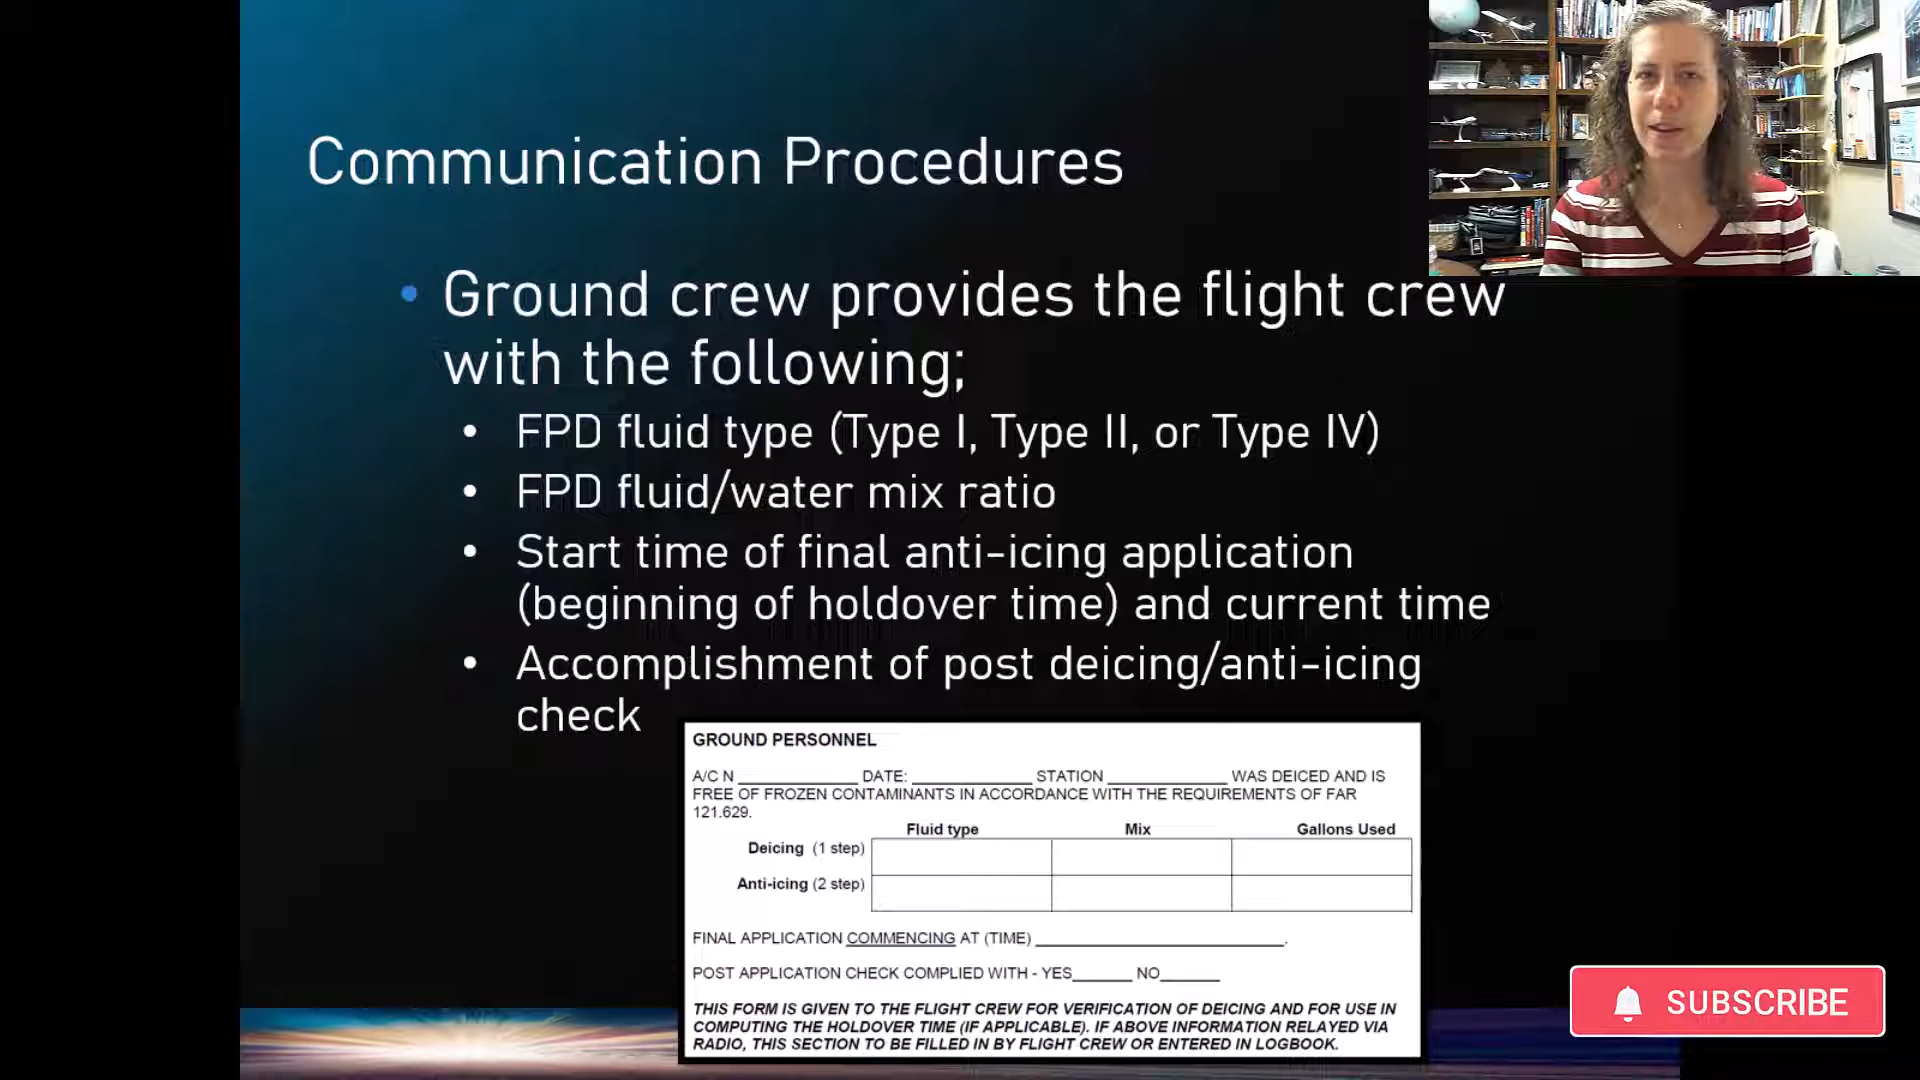 Communication Procedures
Ground crew provides the flight crew
with the following;
FPD fluid type (Type I, Type II, or Type IV)
FPD fluid/water mix ratio
Start time of final anti-icing application
(beginning of holdover time) and current time
Accomplishment of post deicing/anti-icing
check
GROUND PERSONNEL
A/C N ____________ DATE: ____________ STATION ____________ WAS DEICED AND IS
FREE OF FROZEN CONTAMINANTS IN ACCORDANCE WITH THE REQUIREMENTS OF FAR
121.629.
Fluid type Mix Gallons Used
Deicing (1 step)
Anti-icing (2 step)
FINAL APPLICATION COMMENCING AT (TIME) _________________________.
POST APPLICATION CHECK COMPLIED WITH - YES______ NO______
THIS FORM IS GIVEN TO THE FLIGHT CREW FOR VERIFICATION OF DEICING AND FOR USE IN
COMPUTING THE HOLDOVER TIME (IF APPLICABLE). IF ABOVE INFORMATION RELAYED VIA
RADIO, THIS SECTION TO BE FILLED IN BY FLIGHT CREW OR ENTERED IN LOGBOOK.
SUBSCRIBE